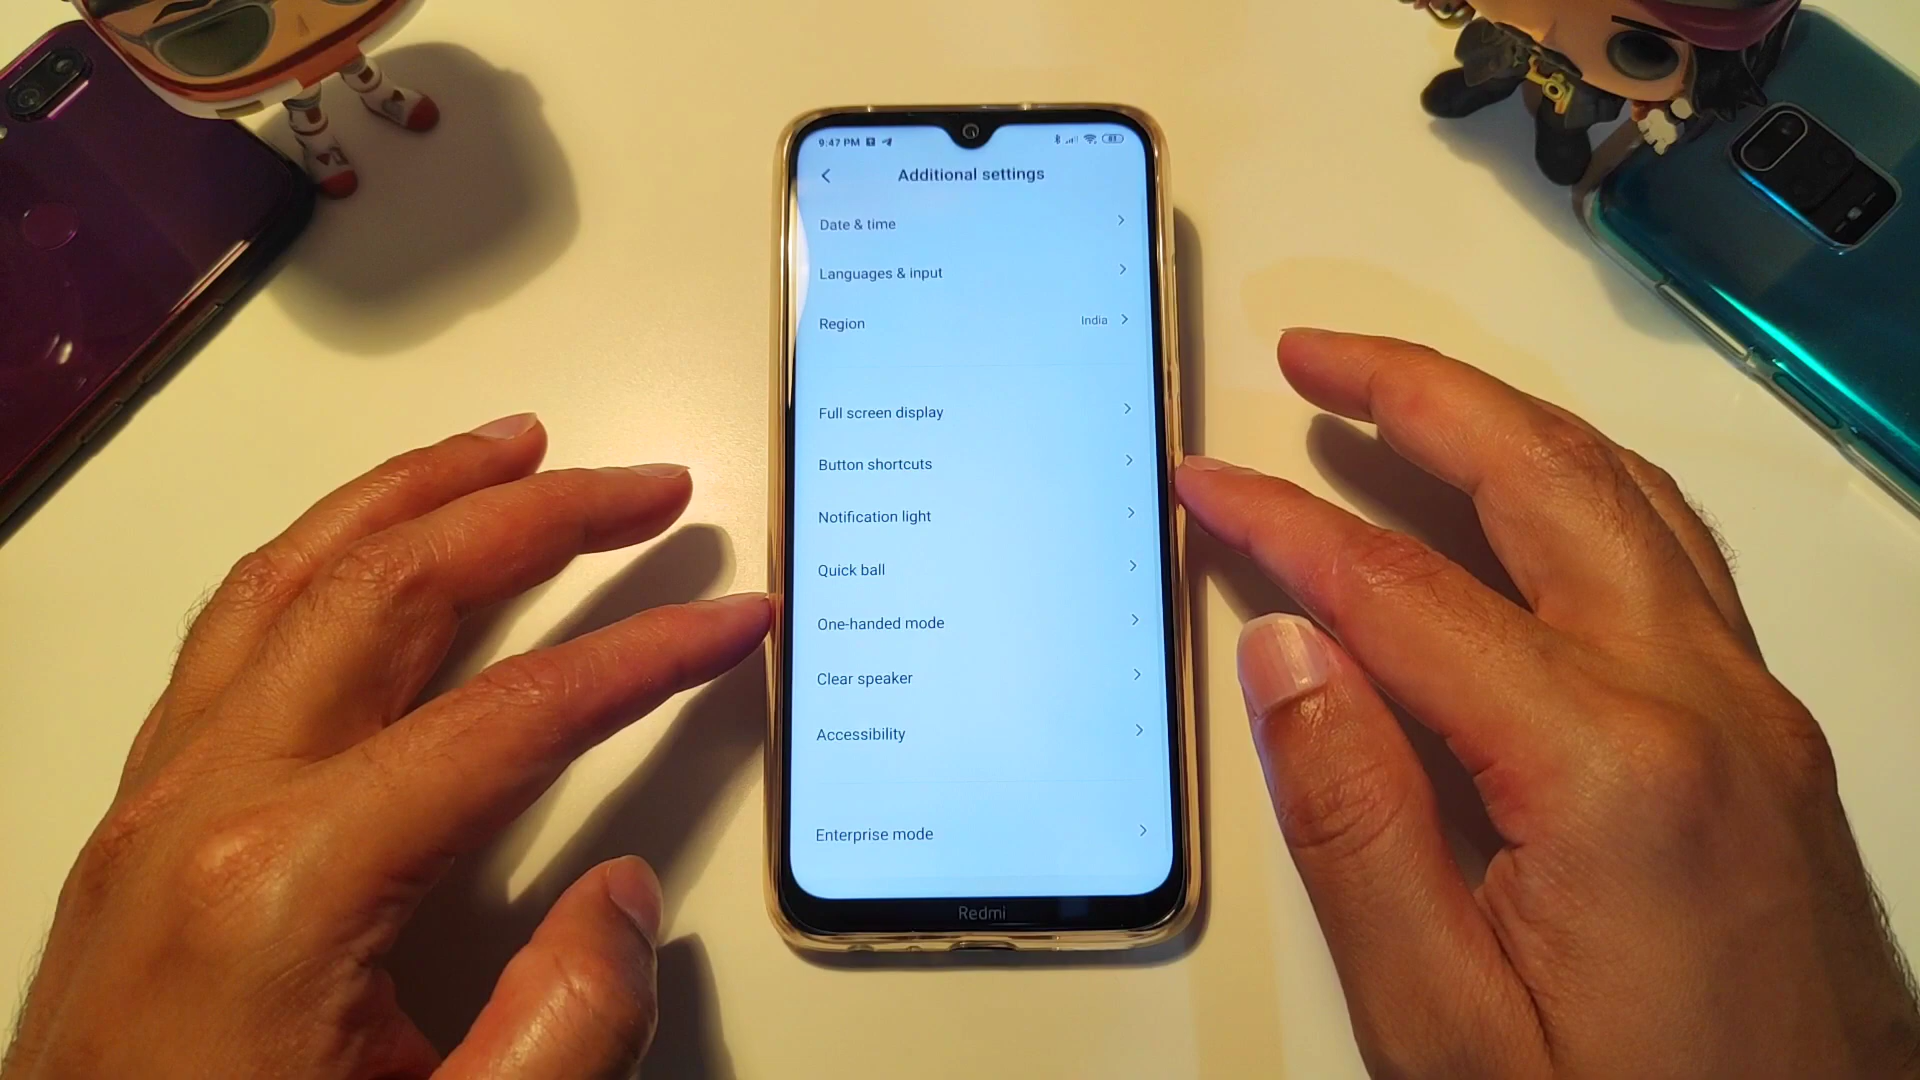 9:47 PM
Additional settings
Date & time
Languages & input
Region India
Full screen display
Button shortcuts
Notification light
Quick ball
One-handed mode
Clear speaker
Accessibility
Enterprise mode
Redmi